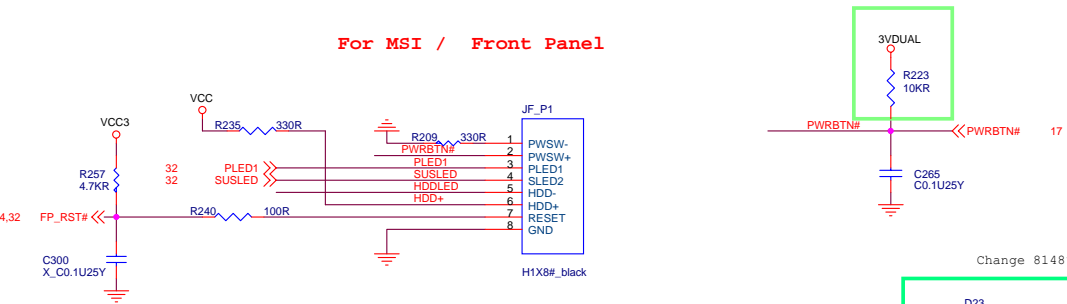 For MSI / Front Panel
3VDUAL
R223
10KR
PWRBTN#
PWRBTN#
17
C265
C0.1U25Y
VCC
R235
330R
VCC3
R257
4.7KR
32
PLED1
32
SUSLED
4,32
FP_RST#
R240
100R
C300
X_C0.1U25Y
JF_P1
R209
330R
1
PWSW-
PWRBTN#
2
PWSW+
PLED1
3
PLED1
SUSLED
4
SLED2
HDDLED
5
HDD-
HDD+
6
HDD+
7
RESET
8
GND
H1X8#_black
Change 8148
D23